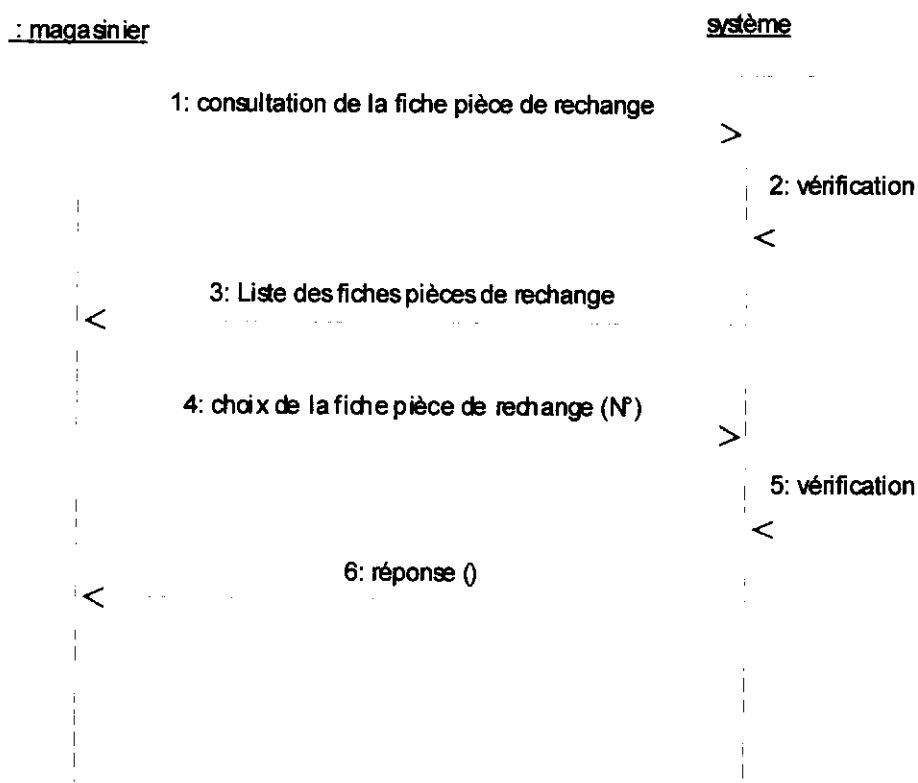 : magasinier
système
1: consultation de la fiche pièce de rechange
2: vérification
3: Liste des fiches pièces de rechange
4: choix de la fiche pièce de rechange (N°)
5: vérification
6: réponse ()